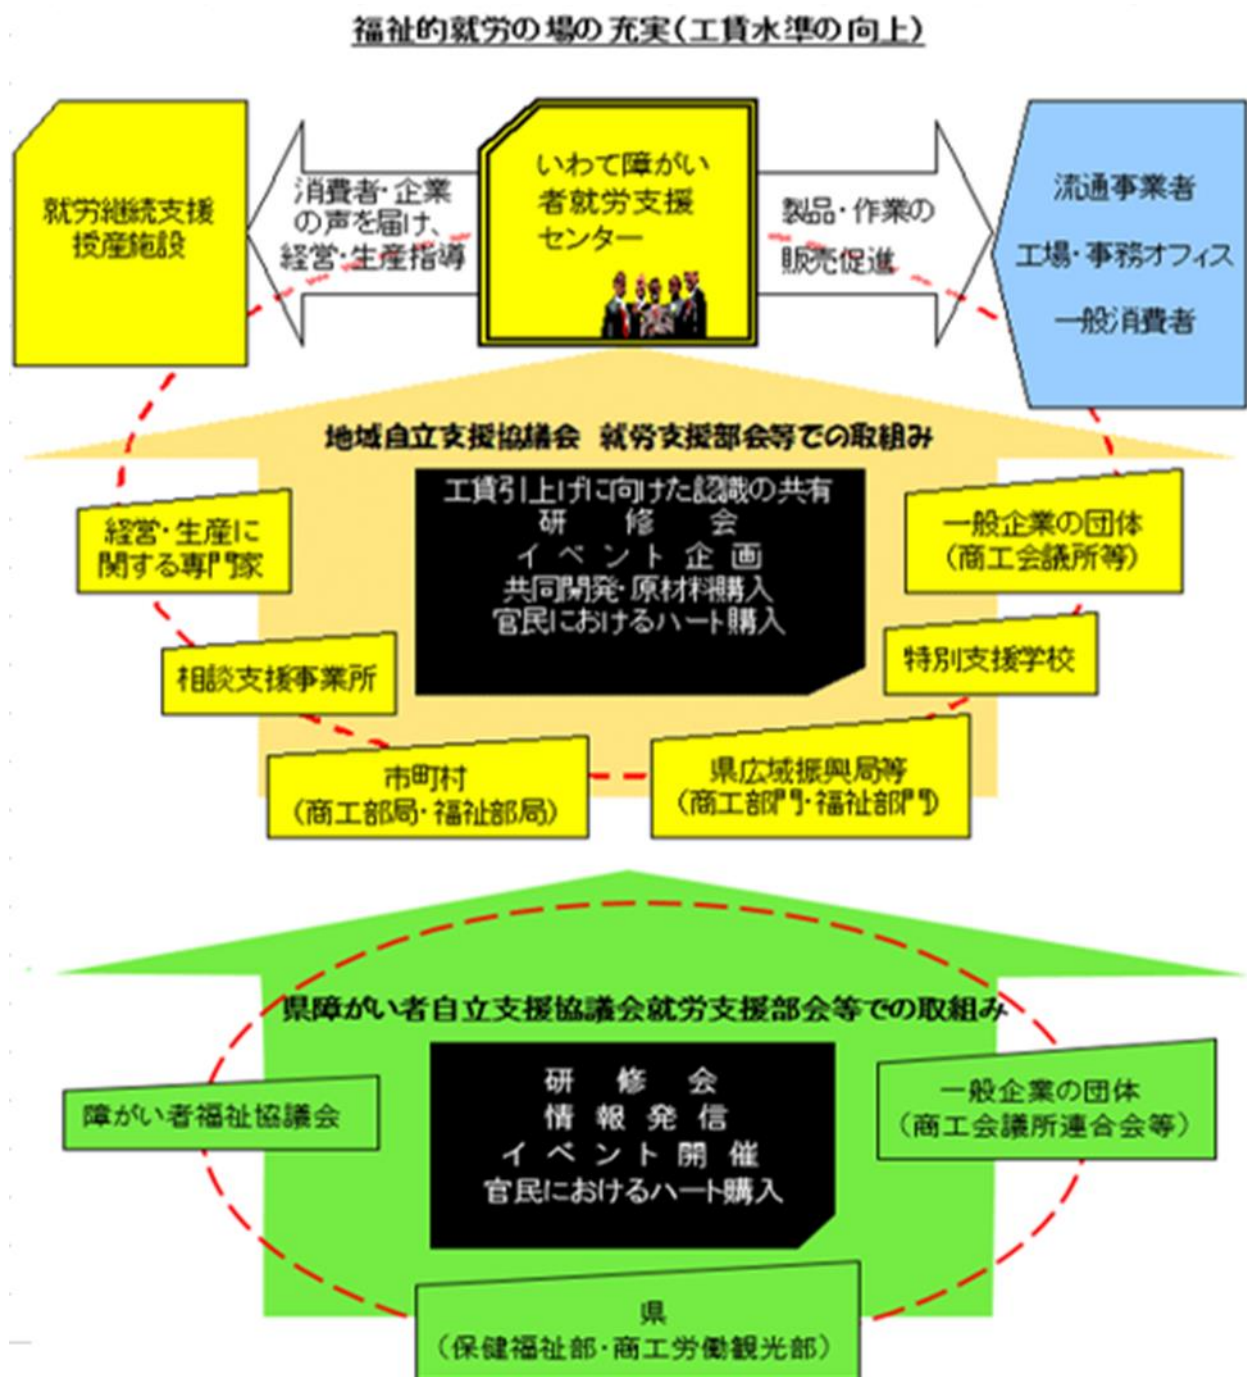 福祉的就労の場の充実(工賃水準の向上)
就労継続支援
授産施設
消費者・企業
の声を届け、
経営・生産指導
いわて障がい
者就労支援
センター
製品・作業の
販売促進
流通事業者
工場・事務オフィス
一般消費者
地域自立支援協議会 就労支援部会等での取組み
工賃引上げに向けた認識の共有
研 修 会
イ ベ ン ト 企 画
共同開発・原材料購入
官民におけるハート購入
経営・生産に
関する専門家
一般企業の団体
(商工会議所等)
相談支援事業所
特別支援学校
市町村
(商工部局・福祉部局)
県広域振興局等
(商工部門・福祉部門)
県障がい者自立支援協議会就労支援部会等での取組み
研 修 会
情 報 発 信
イ ベ ン ト 開 催
官民におけるハート購入
障がい者福祉協議会
一般企業の団体
(商工会議所連合会等)
県
(保健福祉部・商工労働観光部)